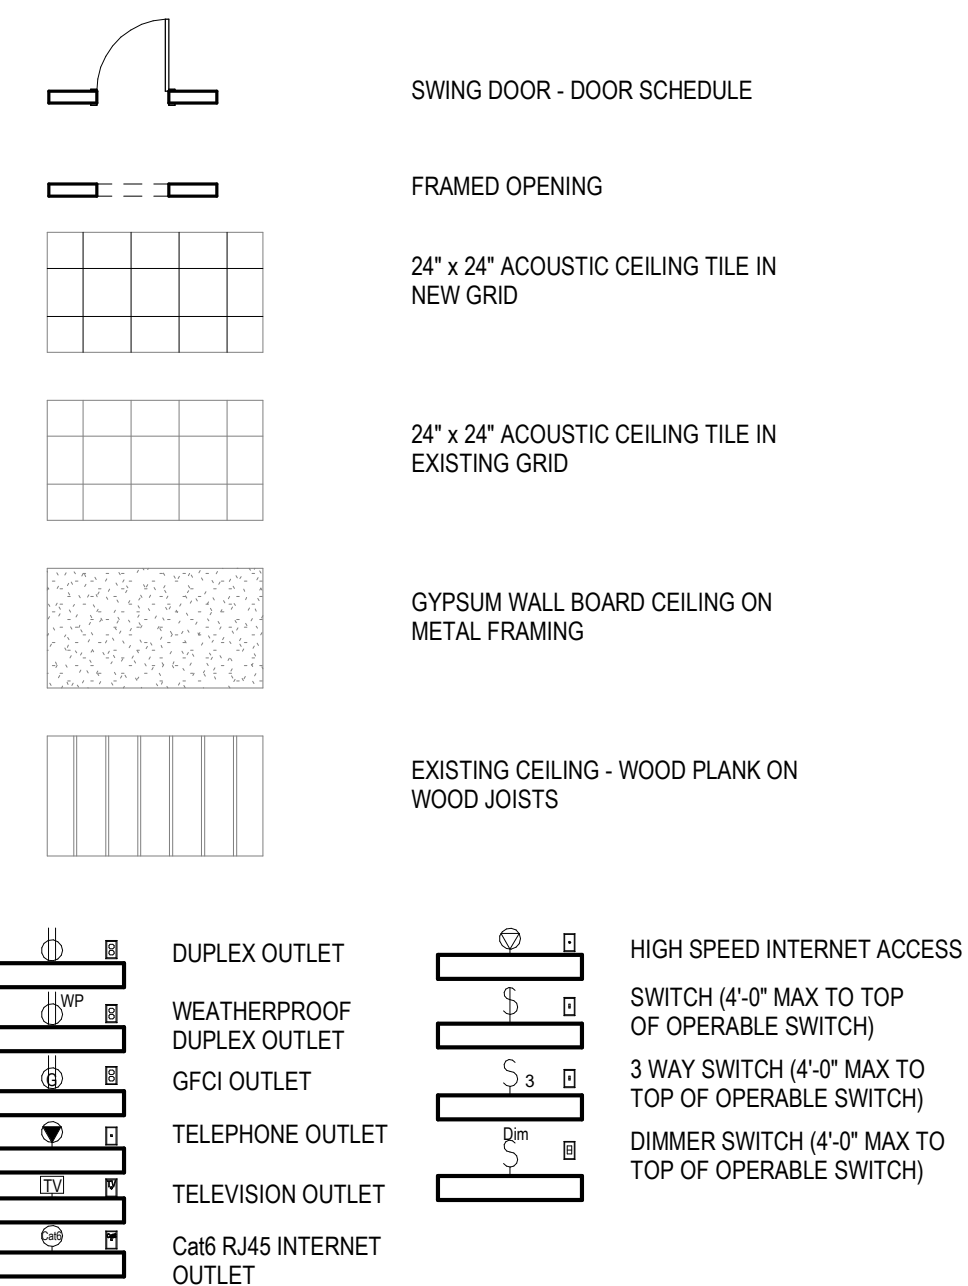 SWING DOOR - DOOR SCHEDULE
FRAMED OPENING
24" x 24" ACOUSTIC CEILING TILE IN
NEW GRID
24" x 24" ACOUSTIC CEILING TILE IN
EXISTING GRID
GYPSUM WALL BOARD CEILING ON
METAL FRAMING
EXISTING CEILING - WOOD PLANK ON
WOOD JOISTS
DUPLEX OUTLET
WP
WEATHERPROOF
DUPLEX OUTLET
G
GFCI OUTLET
TELEPHONE OUTLET
TV
TELEVISION OUTLET
Cat6
Cat6 RJ45 INTERNET
OUTLET
HIGH SPEED INTERNET ACCESS
$
SWITCH (4'-0" MAX TO TOP
OF OPERABLE SWITCH)
S 3
3 WAY SWITCH (4'-0" MAX TO
TOP OF OPERABLE SWITCH)
Dim
S
DIMMER SWITCH (4'-0" MAX TO
TOP OF OPERABLE SWITCH)